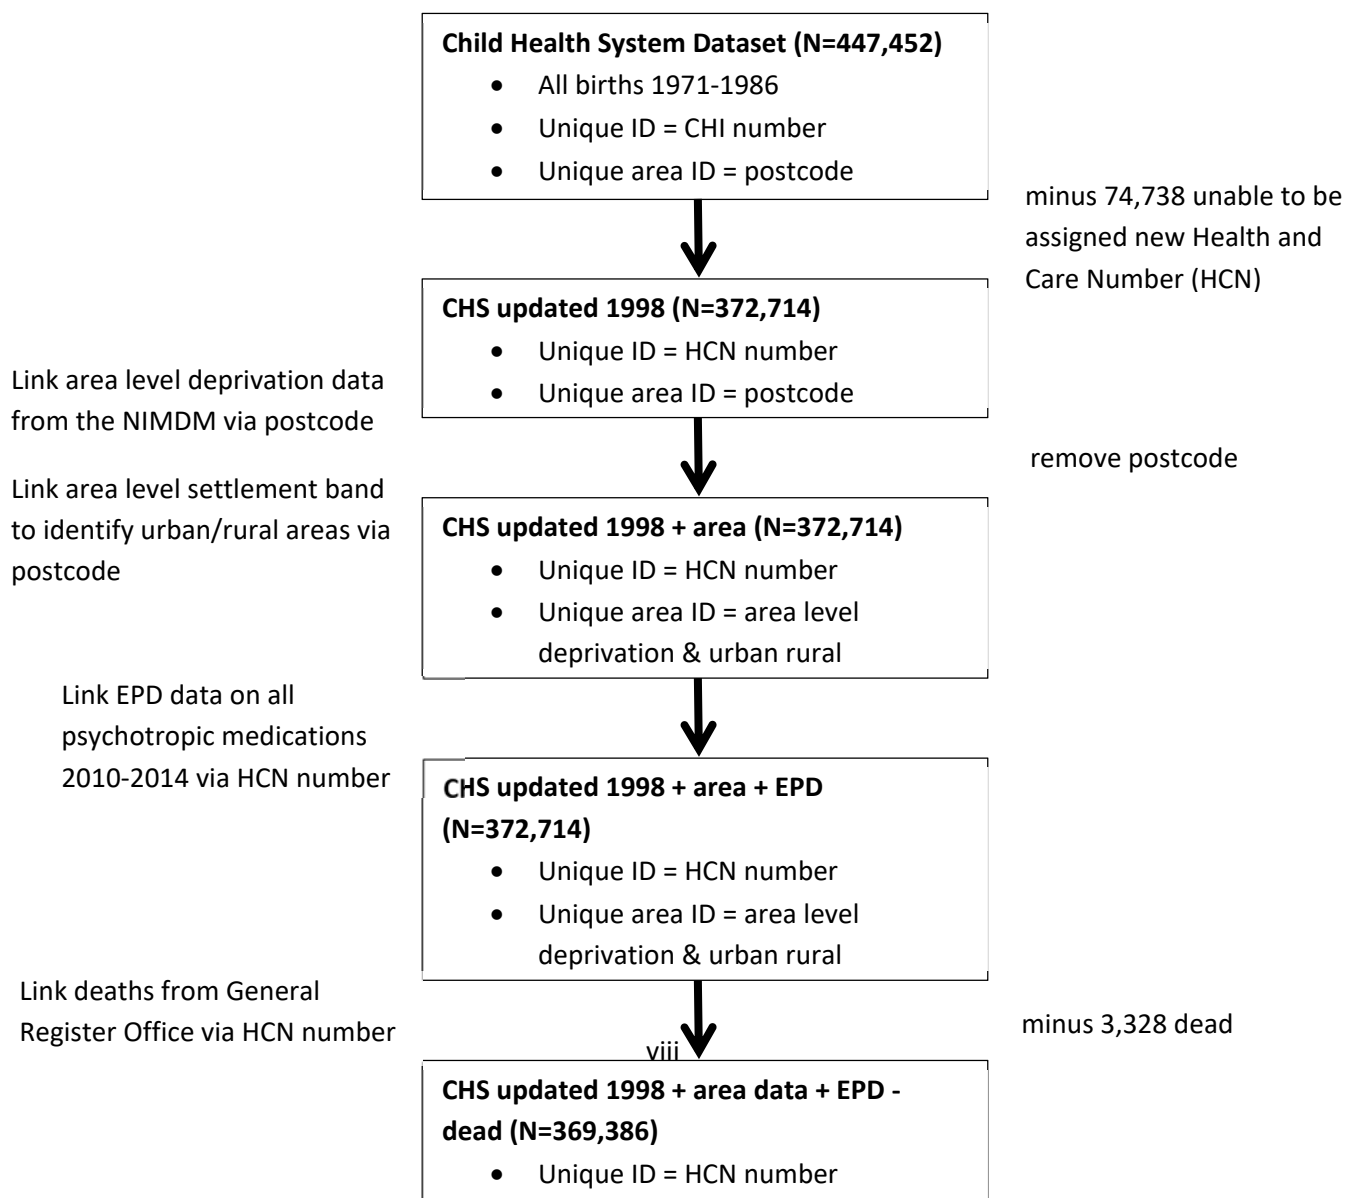 Child Health System Dataset (N=447,452)
• All births 1971-1986
• Unique ID = CHI number
• Unique area ID = postcode
minus 74,738 unable to be
assigned new Health and
Care Number (HCN)
CHS updated 1998 (N=372,714)
• Unique ID = HCN number
• Unique area ID = postcode
Link area level deprivation data
from the NIMDM via postcode
remove postcode
Link area level settlement band
to identify urban/rural areas via
postcode
CHS updated 1998 + area (N=372,714)
• Unique ID = HCN number
• Unique area ID = area level
deprivation & urban rural
Link EPD data on all
psychotropic medications
2010-2014 via HCN number
CHS updated 1998 + area + EPD
(N=372,714)
• Unique ID = HCN number
• Unique area ID = area level
deprivation & urban rural
Link deaths from General
Register Office via HCN number
minus 3,328 dead
viii
CHS updated 1998 + area data + EPD -
dead (N=369,386)
• Unique ID = HCN number